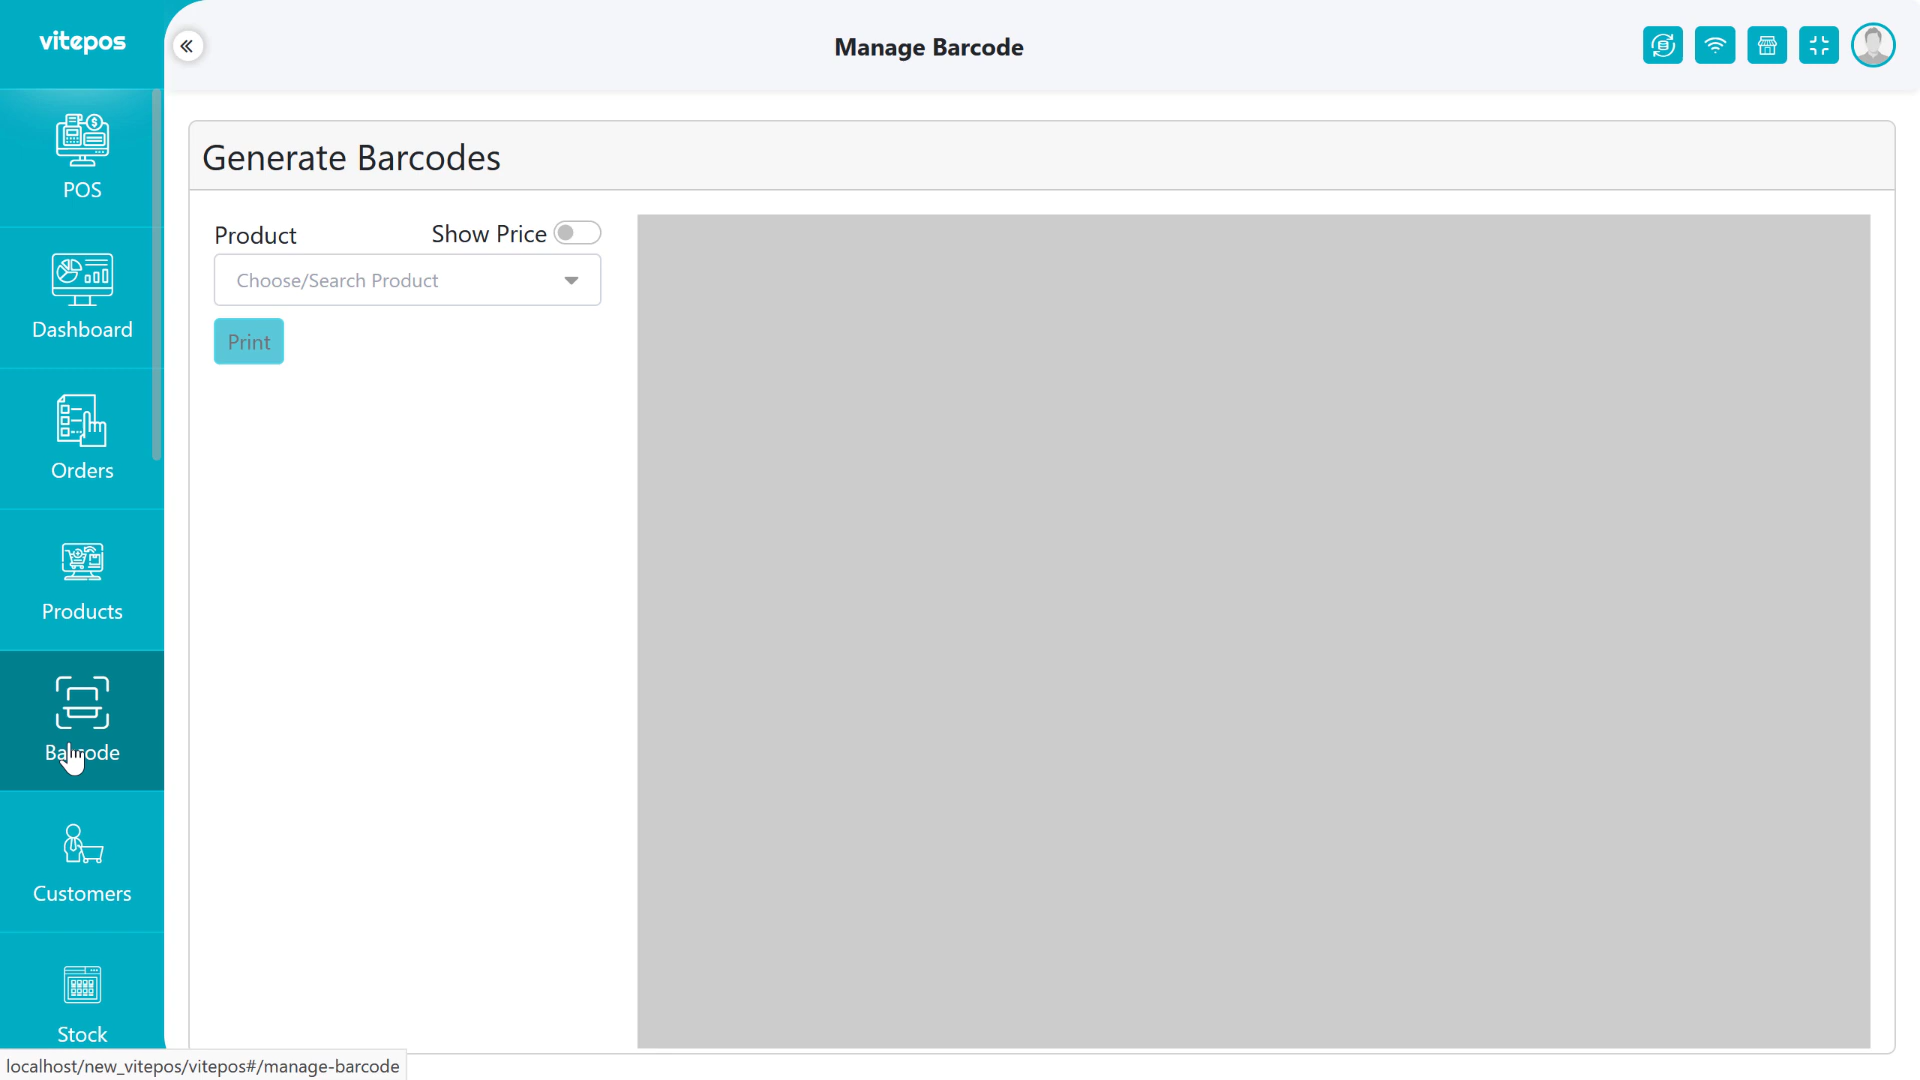 vitepos
Manage Barcode
POS
Dashboard
Orders
Products
Barcode
Customers
Stock
Generate Barcodes
Product
Show Price
Choose/Search Product
Print
localhost/new_vitepos/vitepos#/manage-barcode